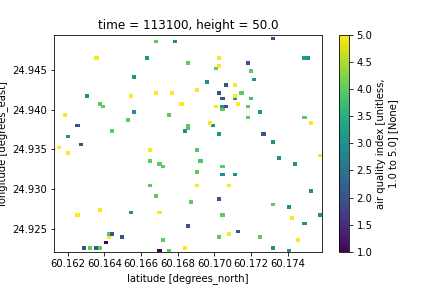 time = 113100, height = 50.0
24.945
24.940
24.935
24.930
24.925
longitude [degrees_east]
60.162 60.164 60.166 60.168 60.170 60.172 60.174
latitude [degrees_north]
5.0
4.5
4.0
3.5
3.0
2.5
2.0
1.5
1.0
air quality index [unitless,
1.0 to 5.0] [None]